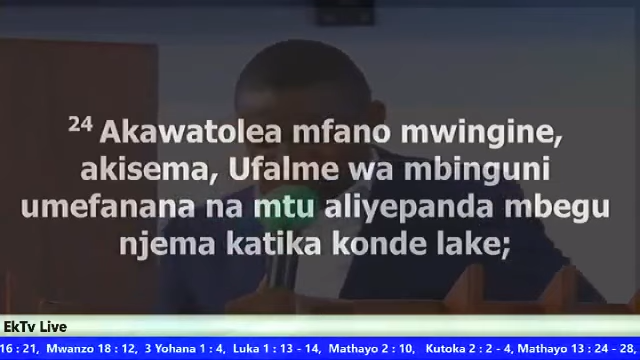 24 Akawatolea mfano mwingine,
akisema, Ufalme wa mbinguni
umefanana na mtu aliyepanda mbegu
njema katika konde lake;
EkTv Live
16 : 21, Mwanzo 18 : 12, 3 Yohana 1 : 4, Luka 1 : 13 - 14, Mathayo 2 : 10, Kutoka 2 : 2 - 4, Mathayo 13 : 24 - 28,